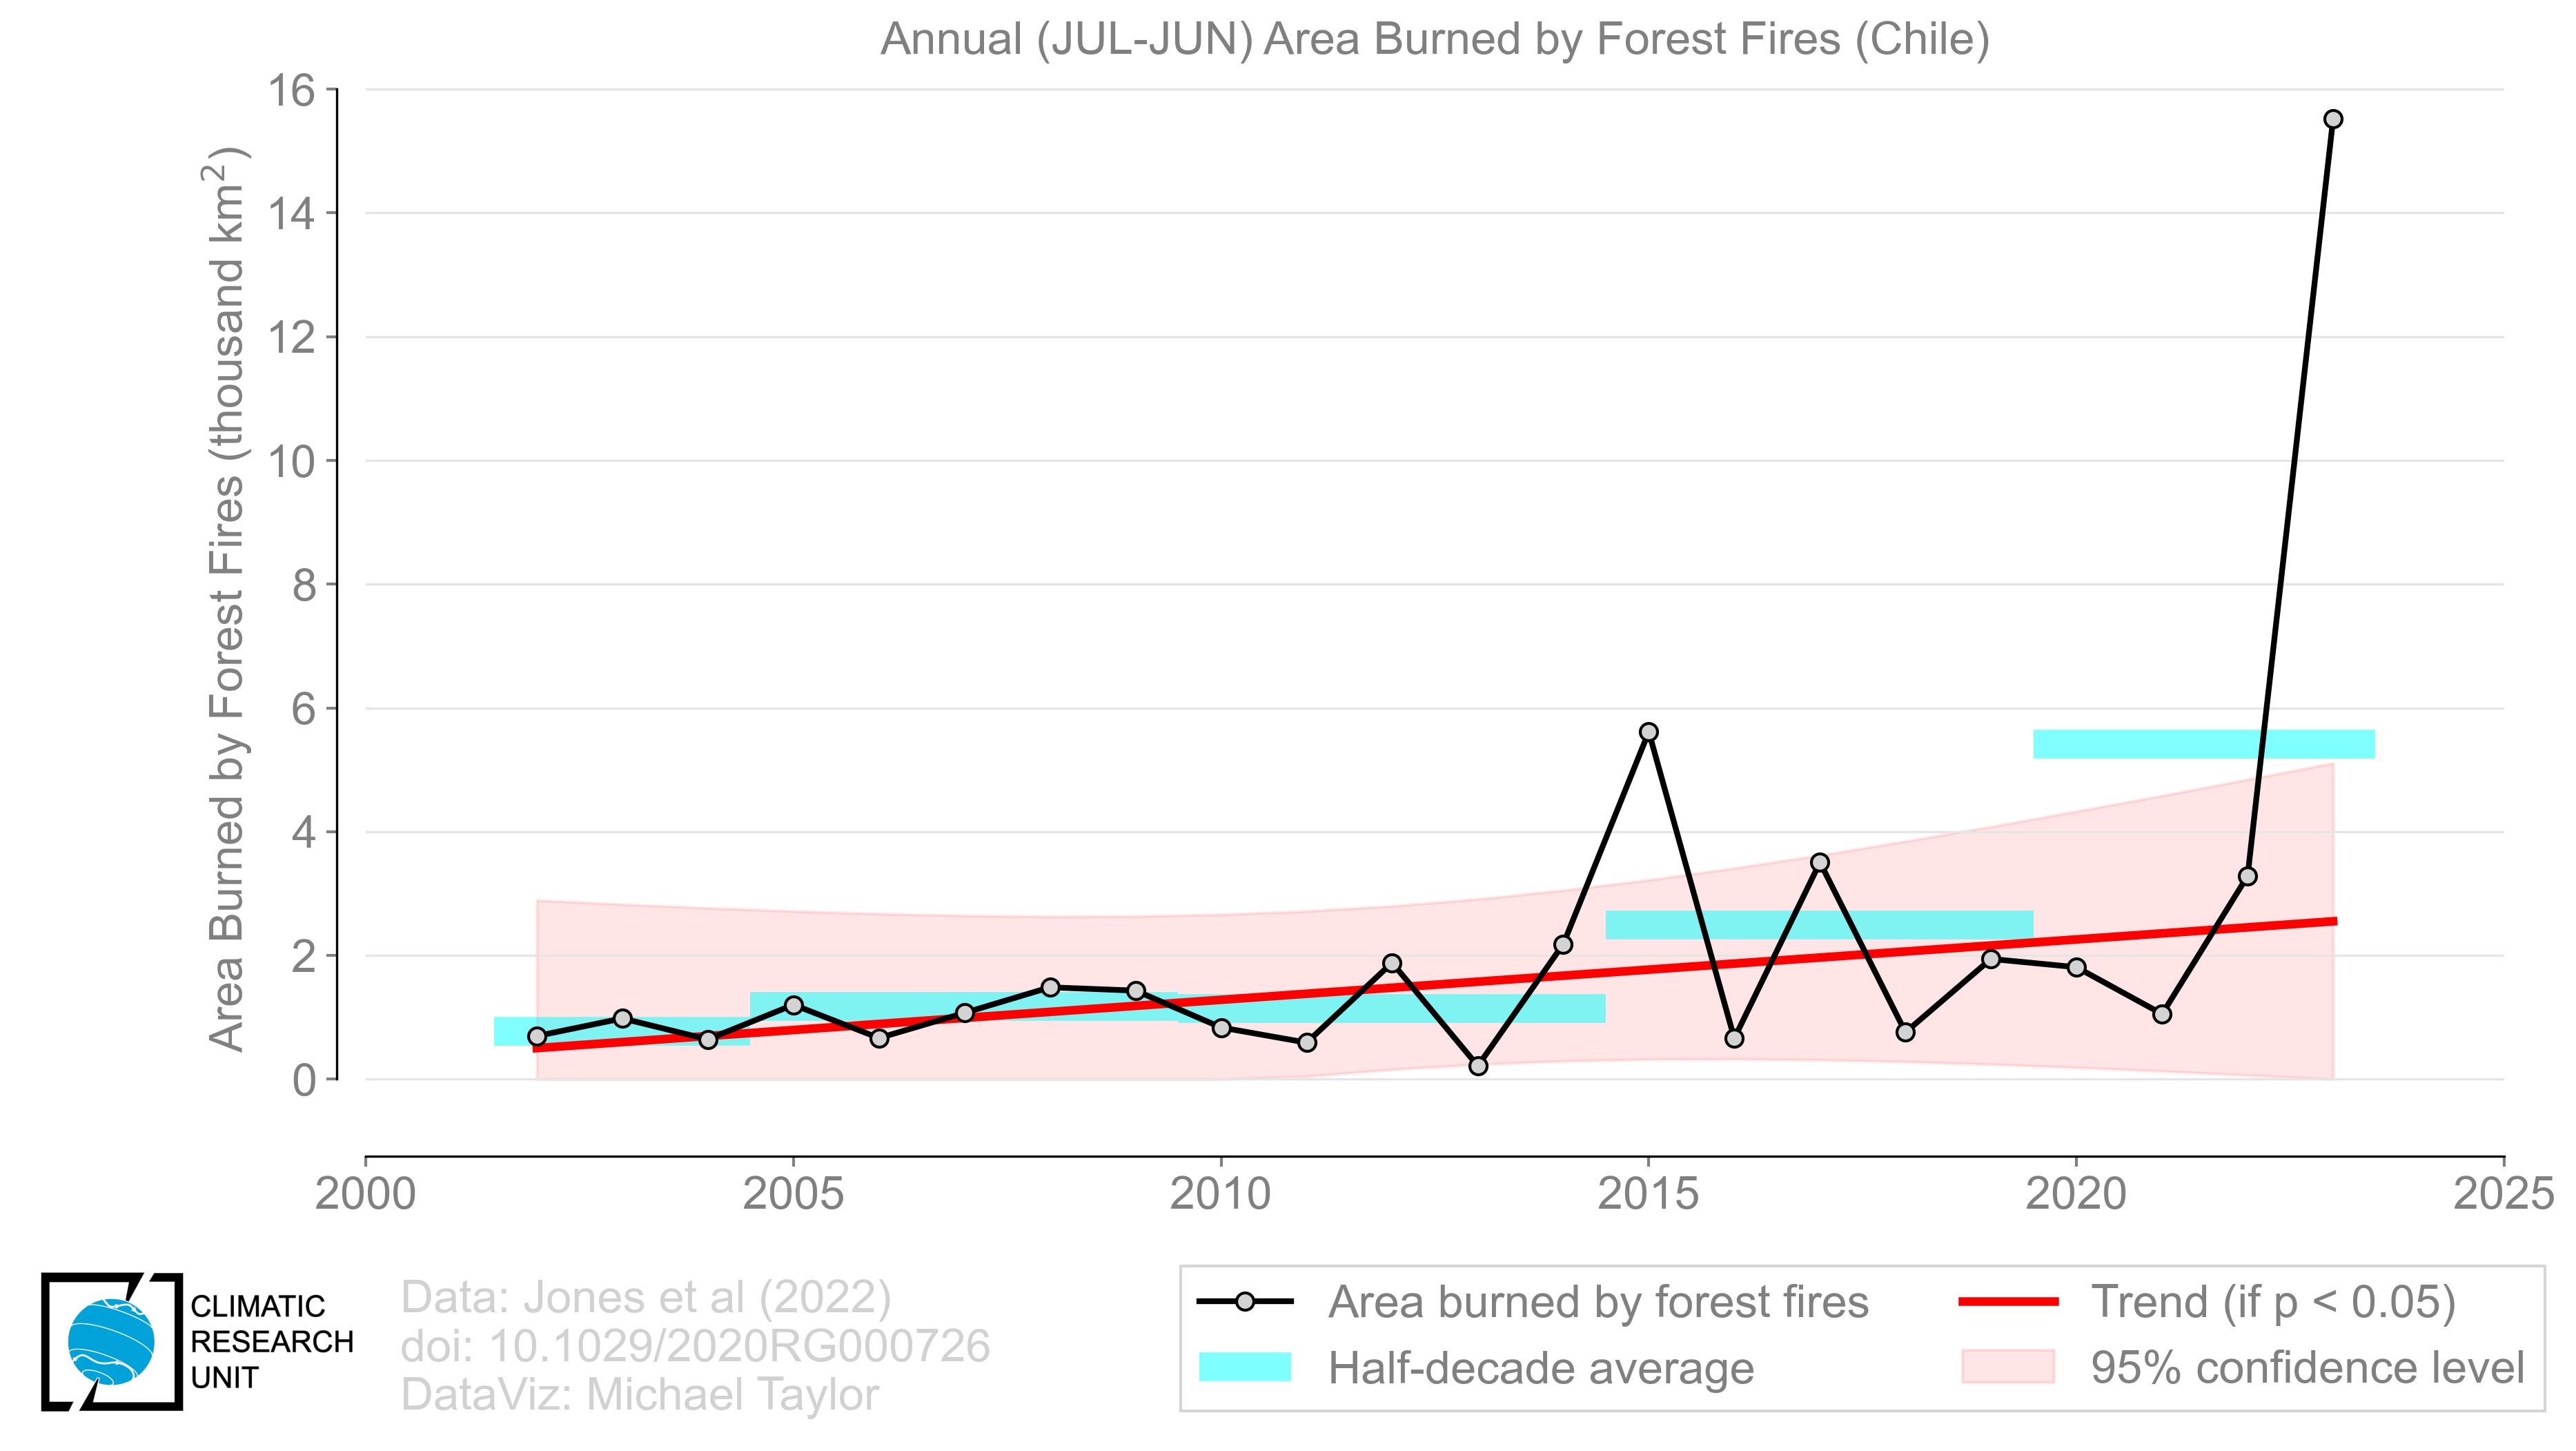 Annual (JUL-JUN) Area Burned by Forest Fires (Chile)
Area Burned by Forest Fires (thousand km²)
16
14
12
10
8
6
4
2
0
2000 2005 2010 2015 2020 2025
CLIMATIC
RESEARCH
UNIT
Data: Jones et al (2022)
doi: 10.1029/2020RG000726
DataViz: Michael Taylor
Area burned by forest fires
Half-decade average
Trend (if p < 0.05)
95% confidence level